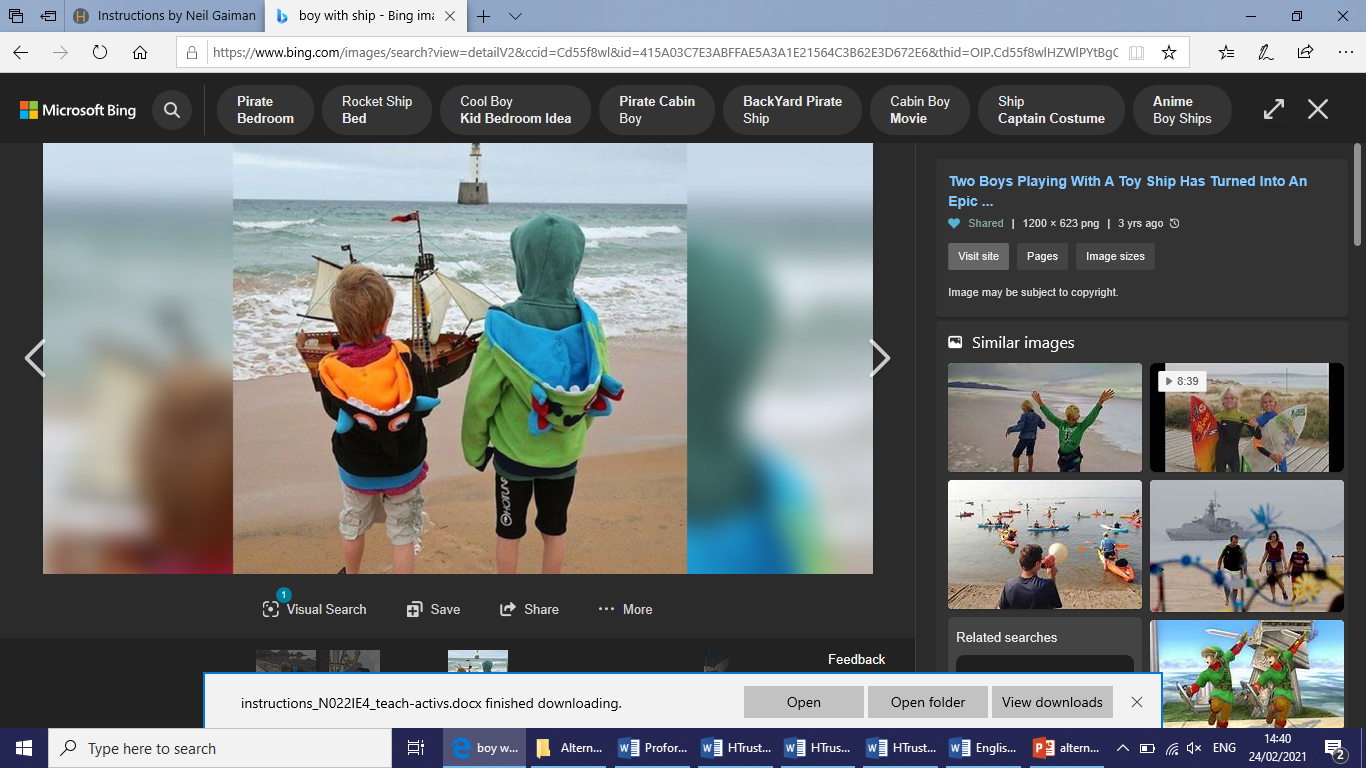 Instructions by Neil Gaiman
boy with ship - Bing ima
https://www.bing.com/images/search?view=detailV2&ccid=Cd55f8wl&id=415A03C7E3ABFFAE5A3A1E21564C3B62E3D672E6&thid=OIP.Cd55f8wlHZWlPYtBgC
Microsoft Bing
Pirate
Bedroom
Rocket Ship
Bed
Cool Boy
Kid Bedroom Idea
Pirate Cabin
Boy
BackYard Pirate
Ship
Cabin Boy
Movie
Ship
Captain Costume
Anime
Boy Ships
Two Boys Playing With A Toy Ship Has Turned Into An
Epic ...
Shared | 1200 × 623 png | 3 yrs ago
Visit site
Pages
Image sizes
Image may be subject to copyright.
Similar images
8:39
HOTTUNA
1
Visual Search
Save
Share
More
Related searches
Feedback
instructions_N022IE4_teach-activs.docx finished downloading.
Open
Open folder
View downloads
Type here to search
boy w...
Altern...
Profor...
HTrust...
HTrus...
HTrust...
Englis...
altern...
ENG
14:40
24/02/2021
2